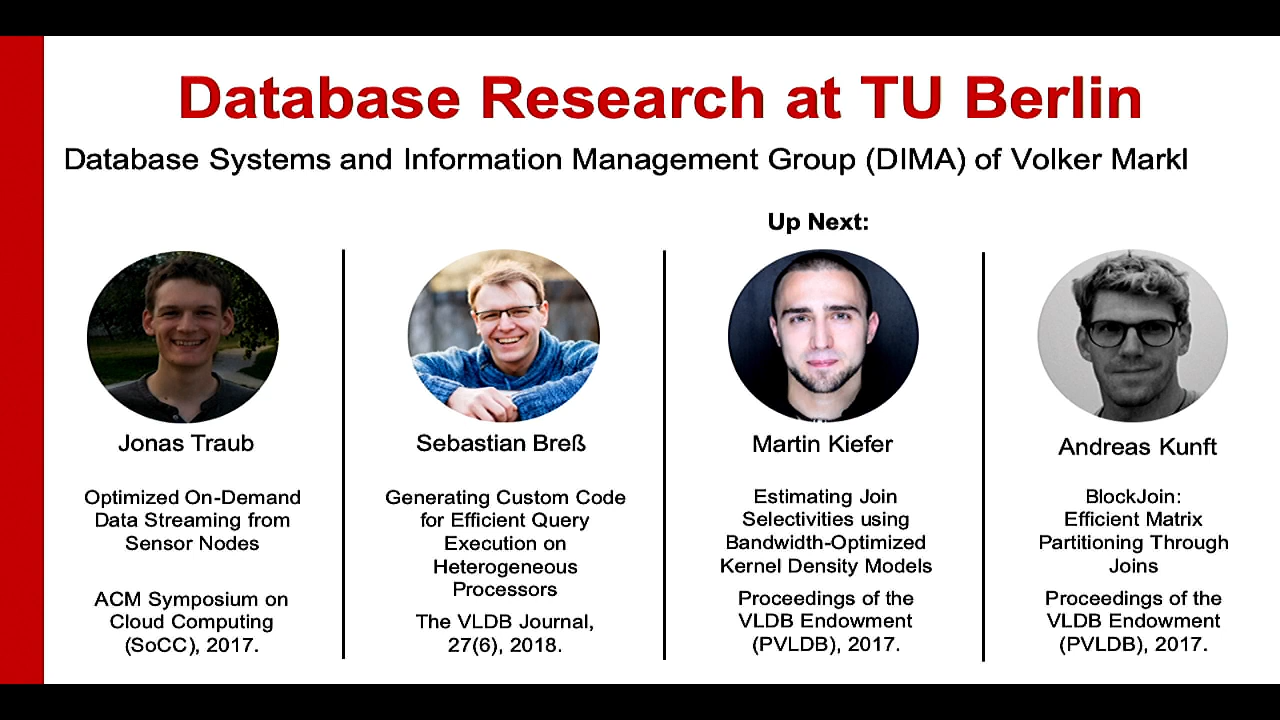 Database Research at TU Berlin
Database Systems and Information Management Group (DIMA) of Volker Markl
Up Next:
Jonas Traub
Optimized On-Demand
Data Streaming from
Sensor Nodes
ACM Symposium on
Cloud Computing
(SoCC), 2017.
Sebastian Breß
Generating Custom Code
for Efficient Query
Execution on
Heterogeneous
Processors
The VLDB Journal,
27(6), 2018.
Martin Kiefer
Estimating Join
Selectivities using
Bandwidth-Optimized
Kernel Density Models
Proceedings of the
VLDB Endowment
(PVLDB), 2017.
Andreas Kunft
BlockJoin:
Efficient Matrix
Partitioning Through
Joins
Proceedings of the
VLDB Endowment
(PVLDB), 2017.